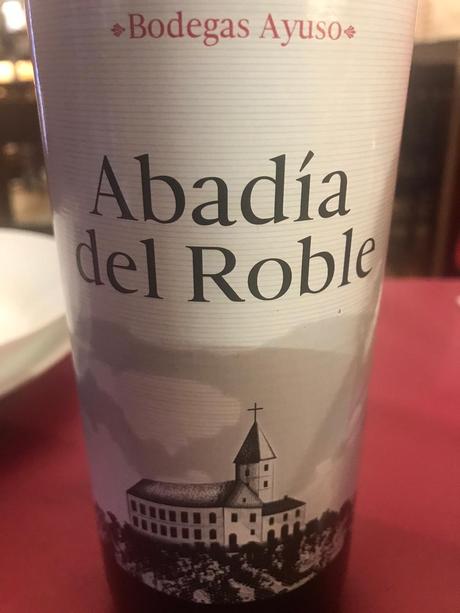 Bodegas Ayuso
Abadía
del Roble